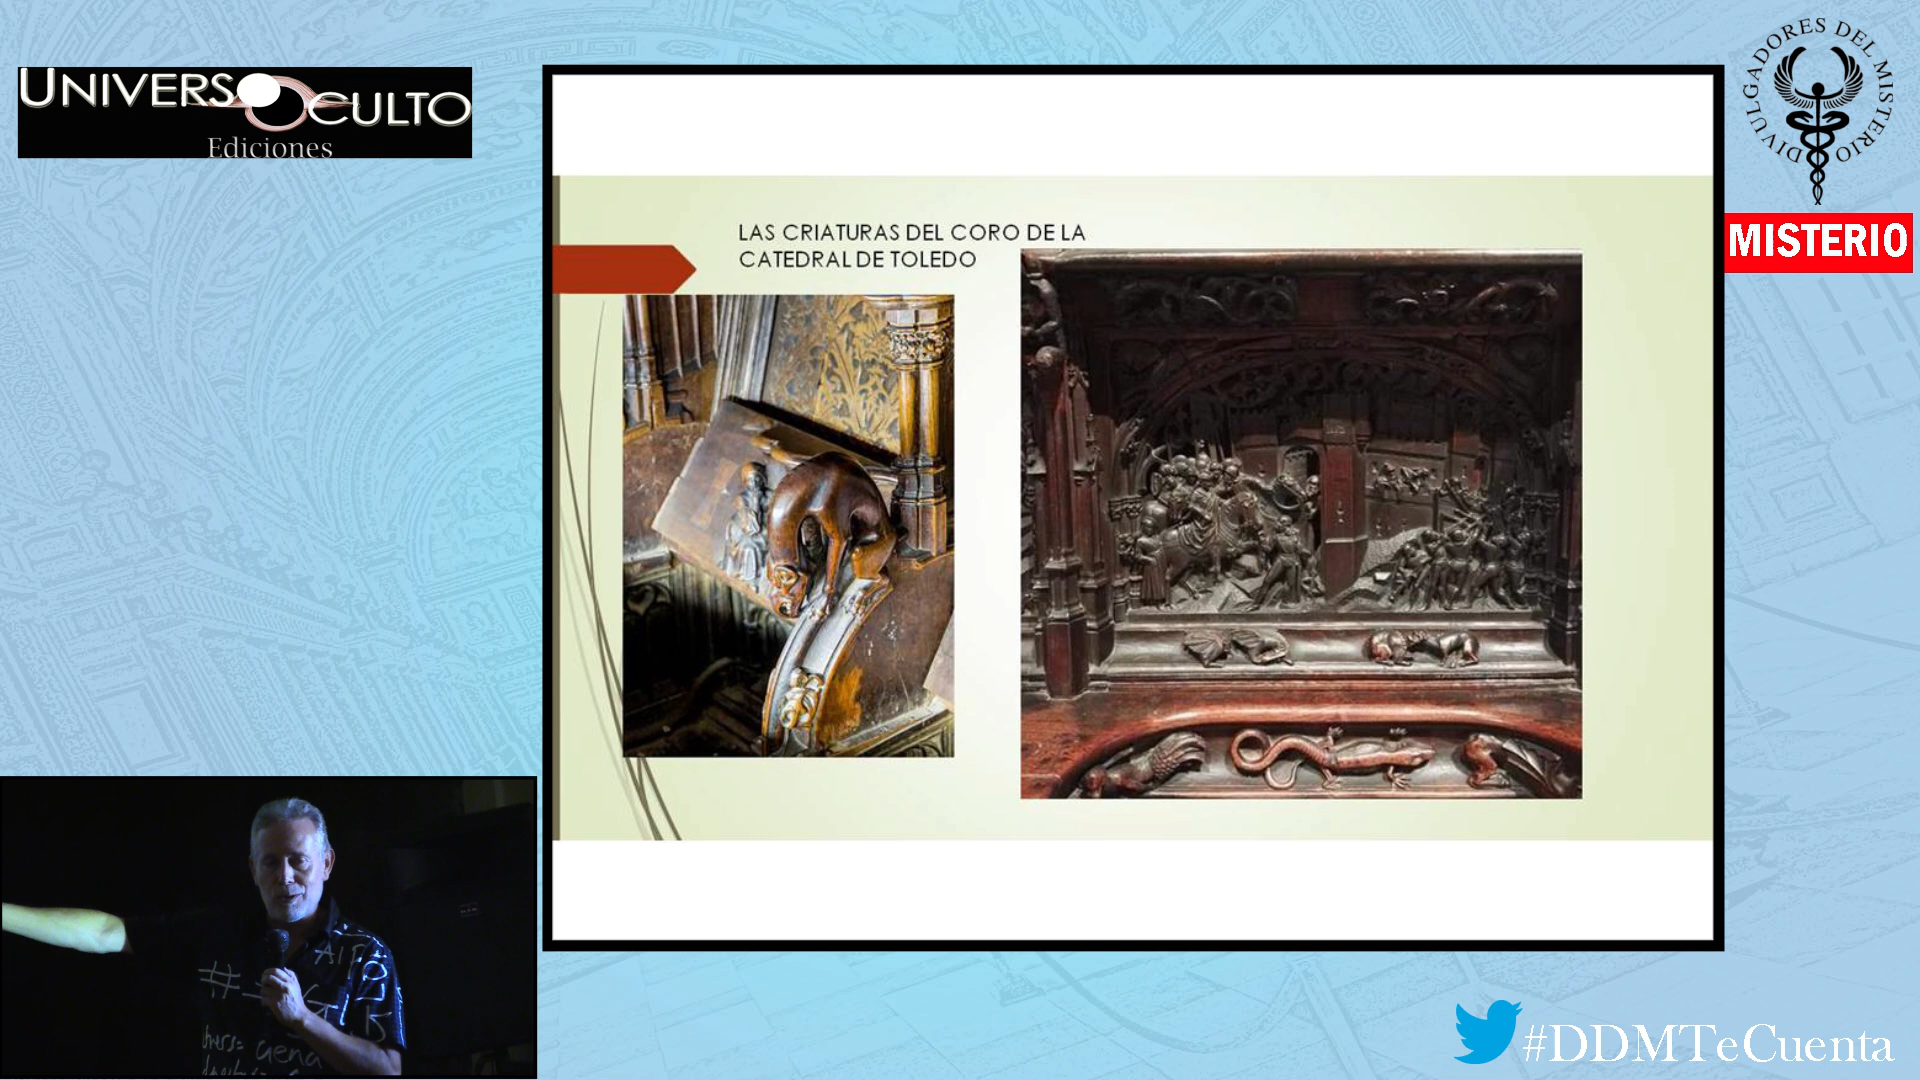 UNIVERSO OCULTO
Ediciones
DIVULGADORES DEL MISTERIO
MISTERIO
LAS CRIATURAS DEL CORO DE LA
CATEDRAL DE TOLEDO
#DDMTeCuenta